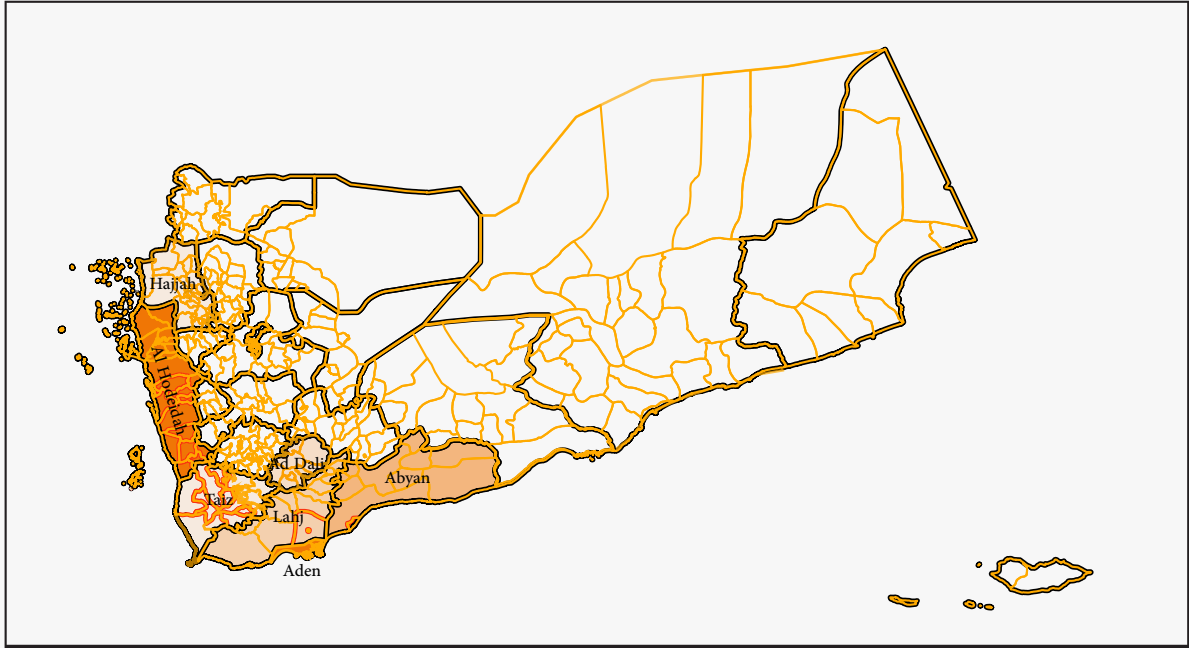 Hajjah
Al Hodeidah
Ad Dali
Abyan
Taiz
Lahj
Aden